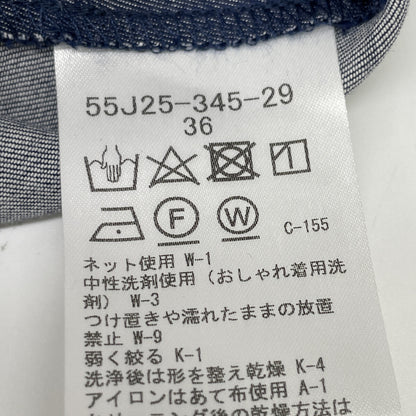 55J25-345-29
36
F W C-155
ネット使用 W-1
中性洗剤使用（おしゃれ着用洗
剤） W-3
つけ置きや濡れたままの放置
禁止 W-9
弱く絞る K-1
洗浄後は形を整え乾燥 K-4
アイロンはあて布使用 A-1